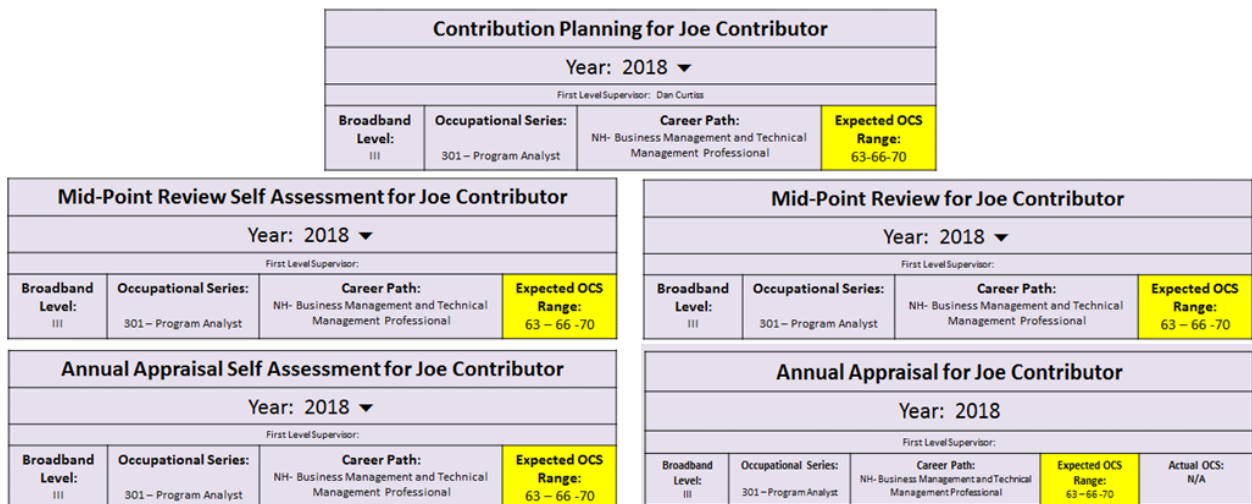 Contribution Planning for Joe Contributor
Year: 2018
First Level Supervisor: Dan Curtiss
Broadband Level:
III
Occupational Series:
301 – Program Analyst
Career Path:
NH- Business Management and Technical
Management Professional
Expected OCS
Range:
63-66-70
Mid-Point Review Self Assessment for Joe Contributor
Year: 2018
First Level Supervisor:
Broadband
Level:
III
Occupational Series:
301 – Program Analyst
Career Path:
NH- Business Management and Technical
Management Professional
Expected OCS
Range:
63 – 66 -70
Mid-Point Review for Joe Contributor
Year: 2018
First Level Supervisor:
Broadband
Level:
III
Occupational Series:
301 – Program Analyst
Career Path:
NH- Business Management and Technical
Management Professional
Expected OCS
Range:
63 – 66 -70
Annual Appraisal Self Assessment for Joe Contributor
Year: 2018
First Level Supervisor:
Broadband
Level:
III
Occupational Series:
301 – Program Analyst
Career Path:
NH- Business Management and Technical
Management Professional
Expected OCS
Range:
63 – 66 -70
Annual Appraisal for Joe Contributor
Year: 2018
First Level Supervisor:
Broadband
Level:
III
Occupational Series:
301 – Program Analyst
Career Path:
NH- Business Management and Technical
Management Professional
Expected OCS
Range:
63 – 66 -70
Actual OCS:
N/A